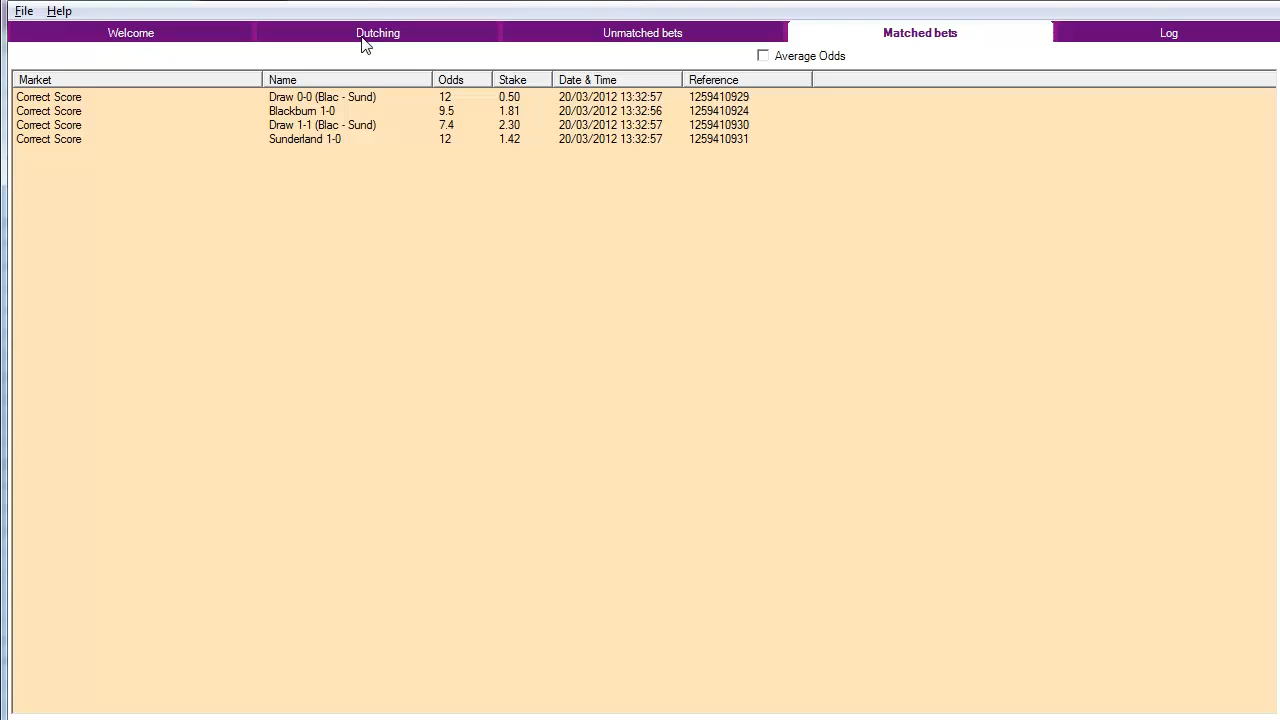 File Help
Welcome Dutching Unmatched bets Matched bets Log
Average Odds
Market Name Odds Stake Date & Time Reference
Correct Score Draw 0-0 (Blac - Sund) 12 0.50 20/03/2012 13:32:57 1259410929
Correct Score Blackburn 1-0 9.5 1.81 20/03/2012 13:32:56 1259410924
Correct Score Draw 1-1 (Blac - Sund) 7.4 2.30 20/03/2012 13:32:57 1259410930
Correct Score Sunderland 1-0 12 1.42 20/03/2012 13:32:57 1259410931